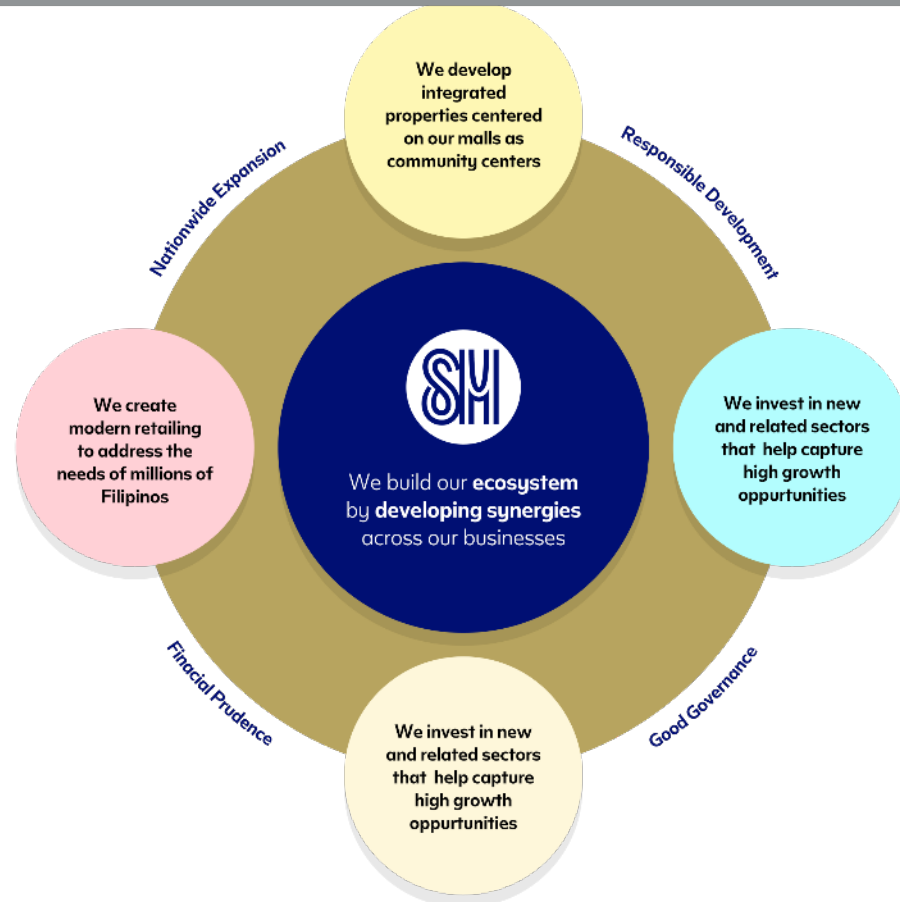 We develop
integrated
properties centered
on our malls as
community centers
Nationwide Expansion
Responsible Development
We create
modern retailing
to address the
needs of millions of
Filipinos
SM
We build our ecosystem
by developing synergies
across our businesses
We invest in new
and related sectors
that help capture
high growth
oppurtunities
Finacial Prudence
Good Governance
We invest in new
and related sectors
that help capture
high growth
oppurtunities